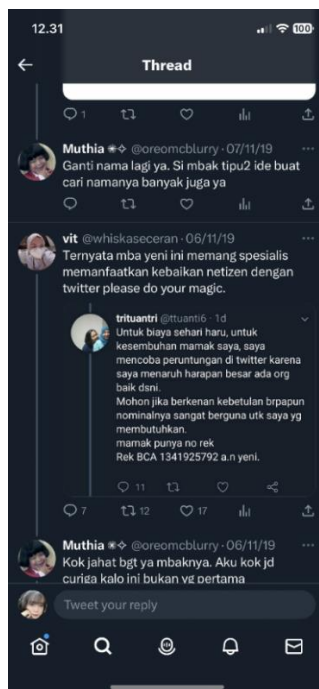 12.31
100
Thread
1
Muthia ✳︎✧ @oreomcblurry · 07/11/19
Ganti nama lagi ya. Si mbak tipu2 ide buat
cari namanya banyak juga ya
vit @whiskaseceran · 06/11/19
Ternyata mba yeni ini memang spesialis
memanfaatkan kebaikan netizen dengan
twitter please do your magic.
trituantri @ttuanti6 · 1d
Untuk biaya sehari haru, untuk
kesembuhan mamak saya, saya
mencoba peruntungan di twitter karena
saya menaruh harapan besar ada org
baik dsni.
Mohon jika berkenan kebetulan brpapun
nominalnya sangat berguna utk saya yg
membutuhkan.
mamak punya no rek
Rek BCA 1341925792 a.n yeni.
11
7 12 17
Muthia ✳︎✧ @oreomcblurry · 06/11/19
Kok jahat bgt ya mbaknya. Aku kok jd
curiga kalo ini bukan yg pertama
Tweet your reply